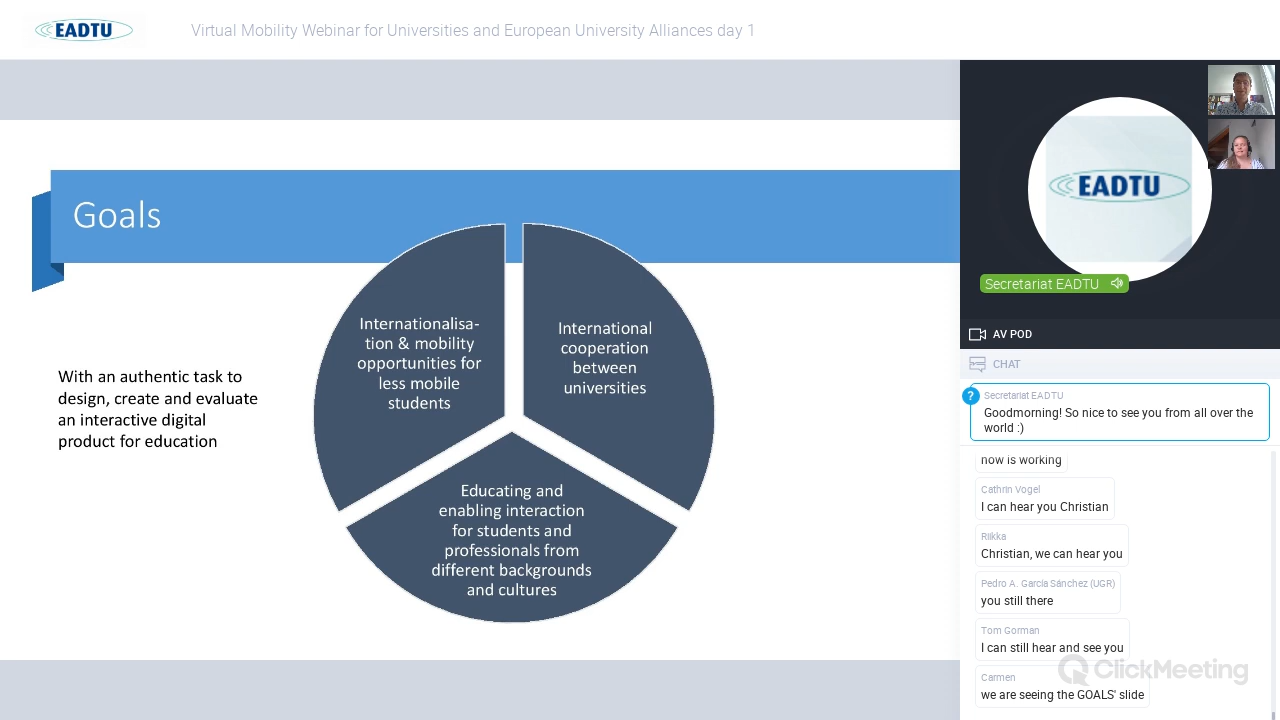 EADTU
Virtual Mobility Webinar for Universities and European University Alliances day 1
Goals
With an authentic task to
design, create and evaluate
an interactive digital
product for education
Internationalisa-
tion & mobility
opportunities for
less mobile
students
International
cooperation
between
universities
Educating and
enabling interaction
for students and
professionals from
different backgrounds
and cultures
EADTU
Secretariat EADTU
AV POD
CHAT
?
Secretariat EADTU
Goodmorning! So nice to see you from all over the
world :)
now is working
Cathrin Vogel
I can hear you Christian
Riikka
Christian, we can hear you
Pedro A. García Sánchez (UGR)
you still there
Tom Gorman
I can still hear and see you
ClickMeeting
Carmen
we are seeing the GOALS' slide